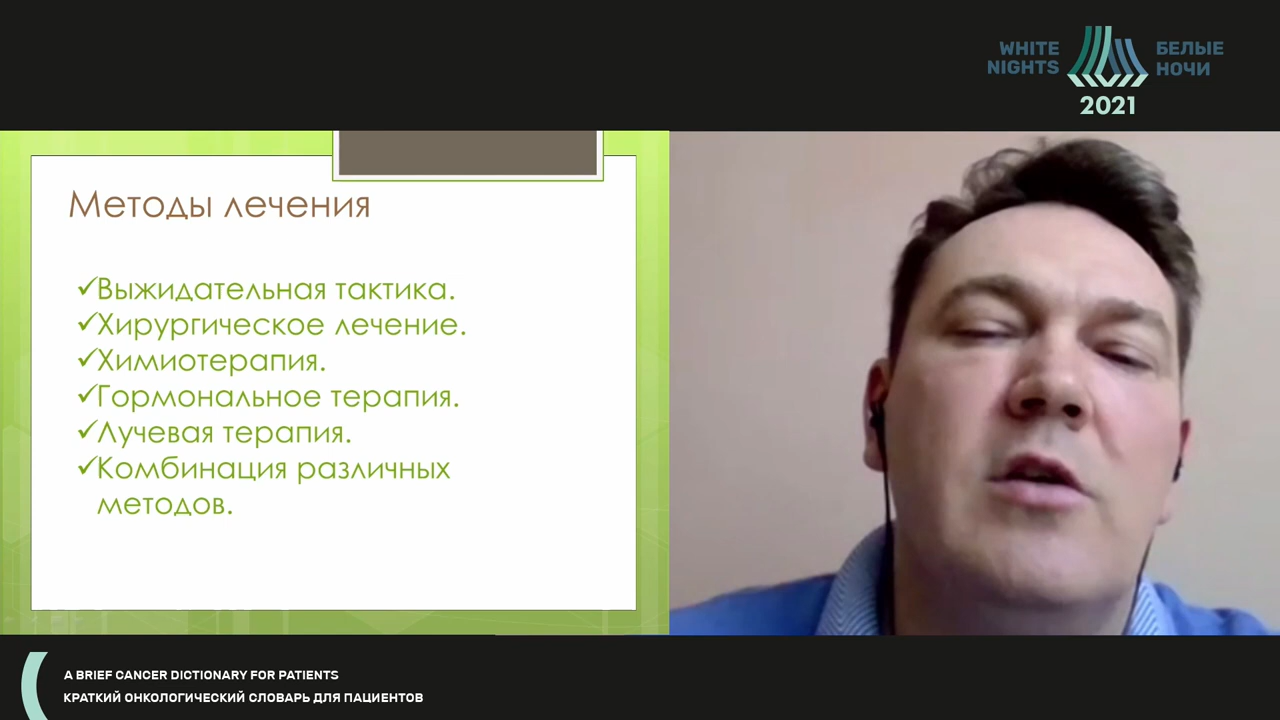 WHITE
NIGHTS
БЕЛЫЕ
НОЧИ
2021
Методы лечения
✓Выжидательная тактика.
✓Хирургическое лечение.
✓Химиотерапия.
✓Гормональное терапия.
✓Лучевая терапия.
✓Комбинация различных
методов.
A BRIEF CANCER DICTIONARY FOR PATIENTS
КРАТКИЙ ОНКОЛОГИЧЕСКИЙ СЛОВАРЬ ДЛЯ ПАЦИЕНТОВ